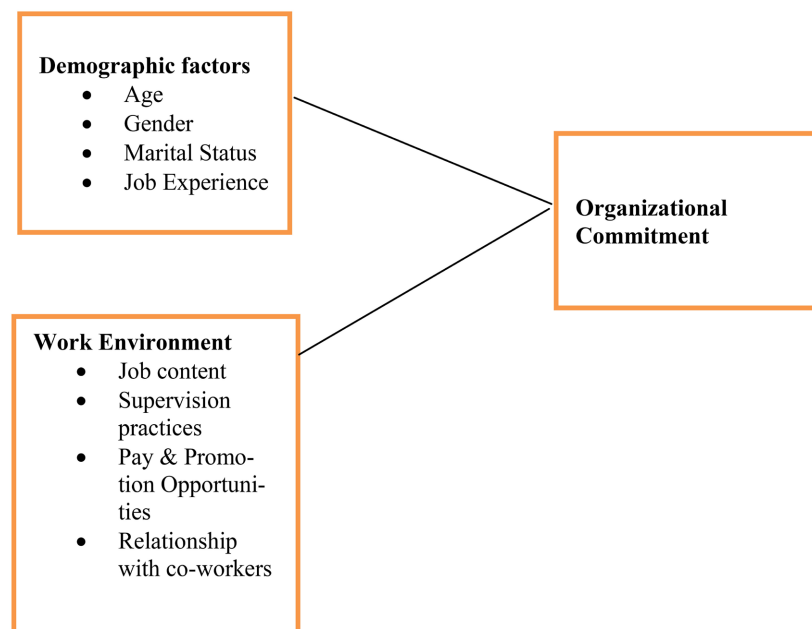 Demographic factors
• Age
• Gender
• Marital Status
• Job Experience
Organizational
Commitment
Work Environment
• Job content
• Supervision
practices
• Pay & Promo-
tion Opportuni-
ties
• Relationship
with co-workers